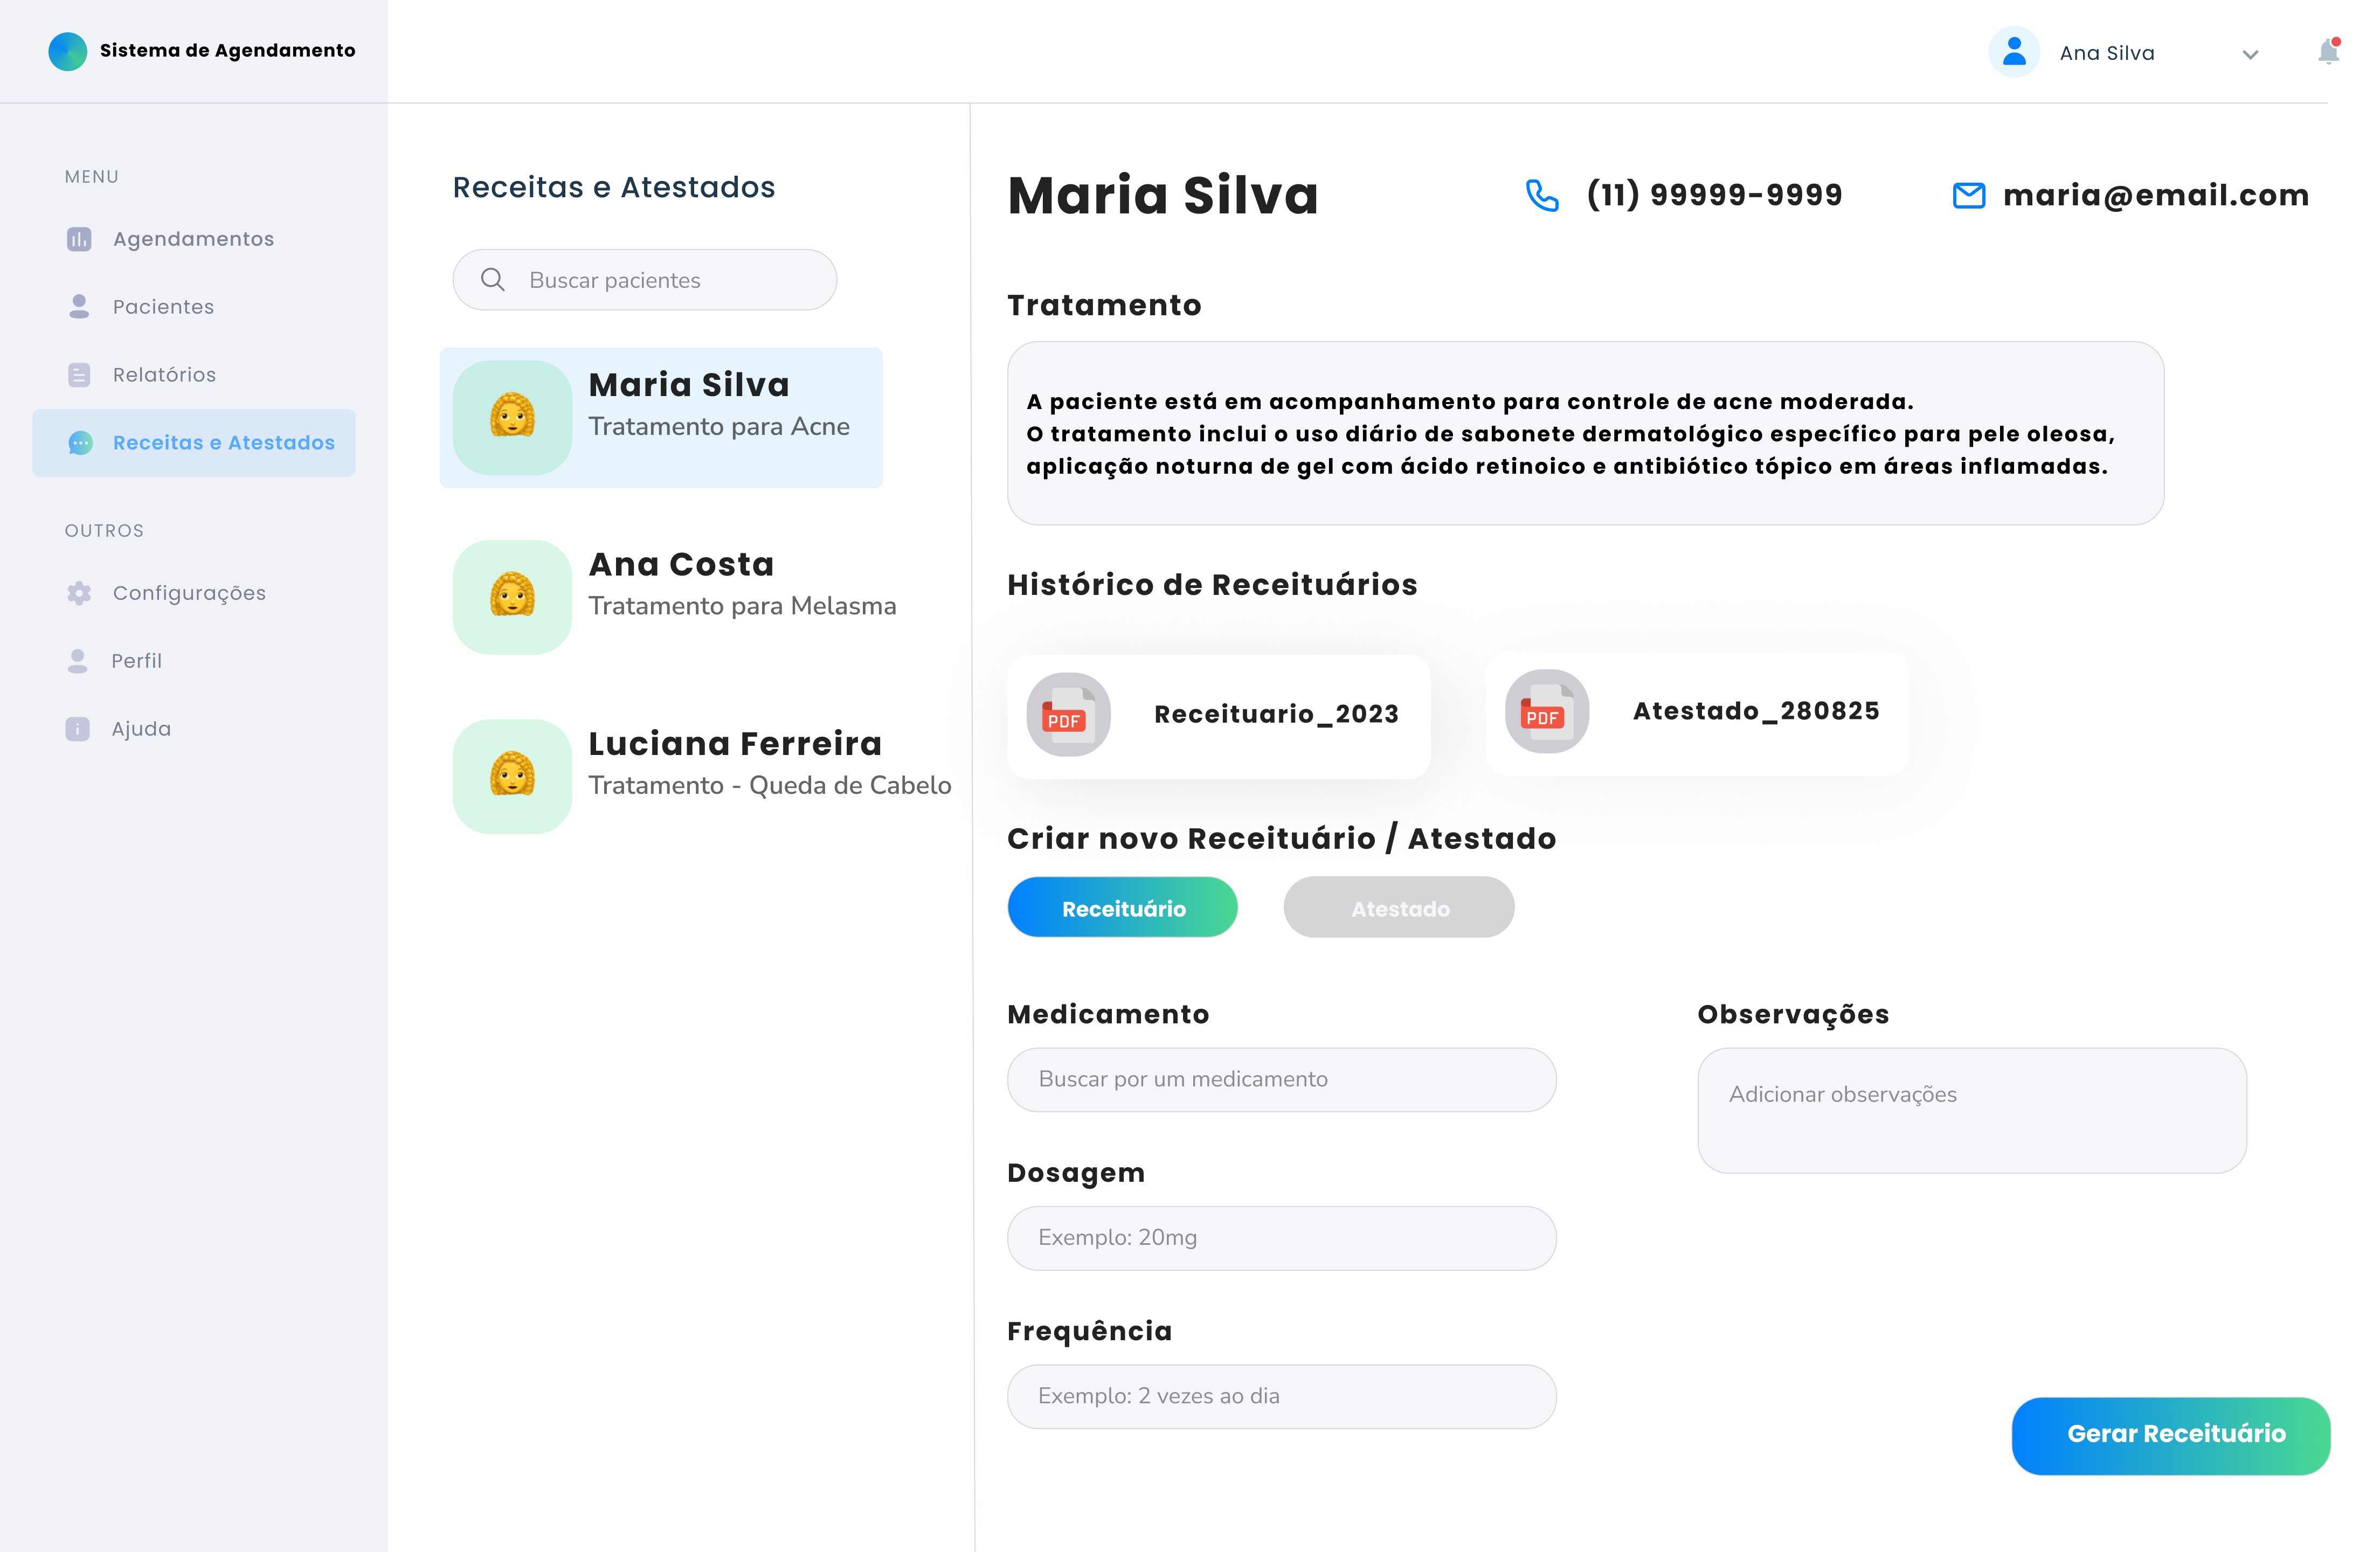 Sistema de Agendamento
Ana Silva
MENU
Agendamentos
Pacientes
Relatórios
Receitas e Atestados
OUTROS
Configurações
Perfil
Ajuda
Receitas e Atestados
Buscar pacientes
Maria Silva
Tratamento para Acne
Ana Costa
Tratamento para Melasma
Luciana Ferreira
Tratamento - Queda de Cabelo
Maria Silva
(11) 99999-9999
maria@email.com
Tratamento
A paciente está em acompanhamento para controle de acne moderada.
O tratamento inclui o uso diário de sabonete dermatológico específico para pele oleosa,
aplicação noturna de gel com ácido retinoico e antibiótico tópico em áreas inflamadas.
Histórico de Receituários
PDF
Receituario_2023
PDF
Atestado_280825
Criar novo Receituário / Atestado
Receituário
Atestado
Medicamento
Buscar por um medicamento
Dosagem
Exemplo: 20mg
Frequência
Exemplo: 2 vezes ao dia
Observações
Adicionar observações
Gerar Receituário